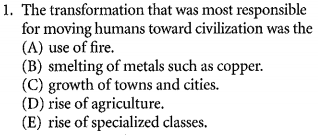 1. The transformation that was most responsible
for moving humans toward civilization was the
(A) use of fire.
(B) smelting of metals such as copper.
(C) growth of towns and cities.
(D) rise of agriculture.
(E) rise of specialized classes.